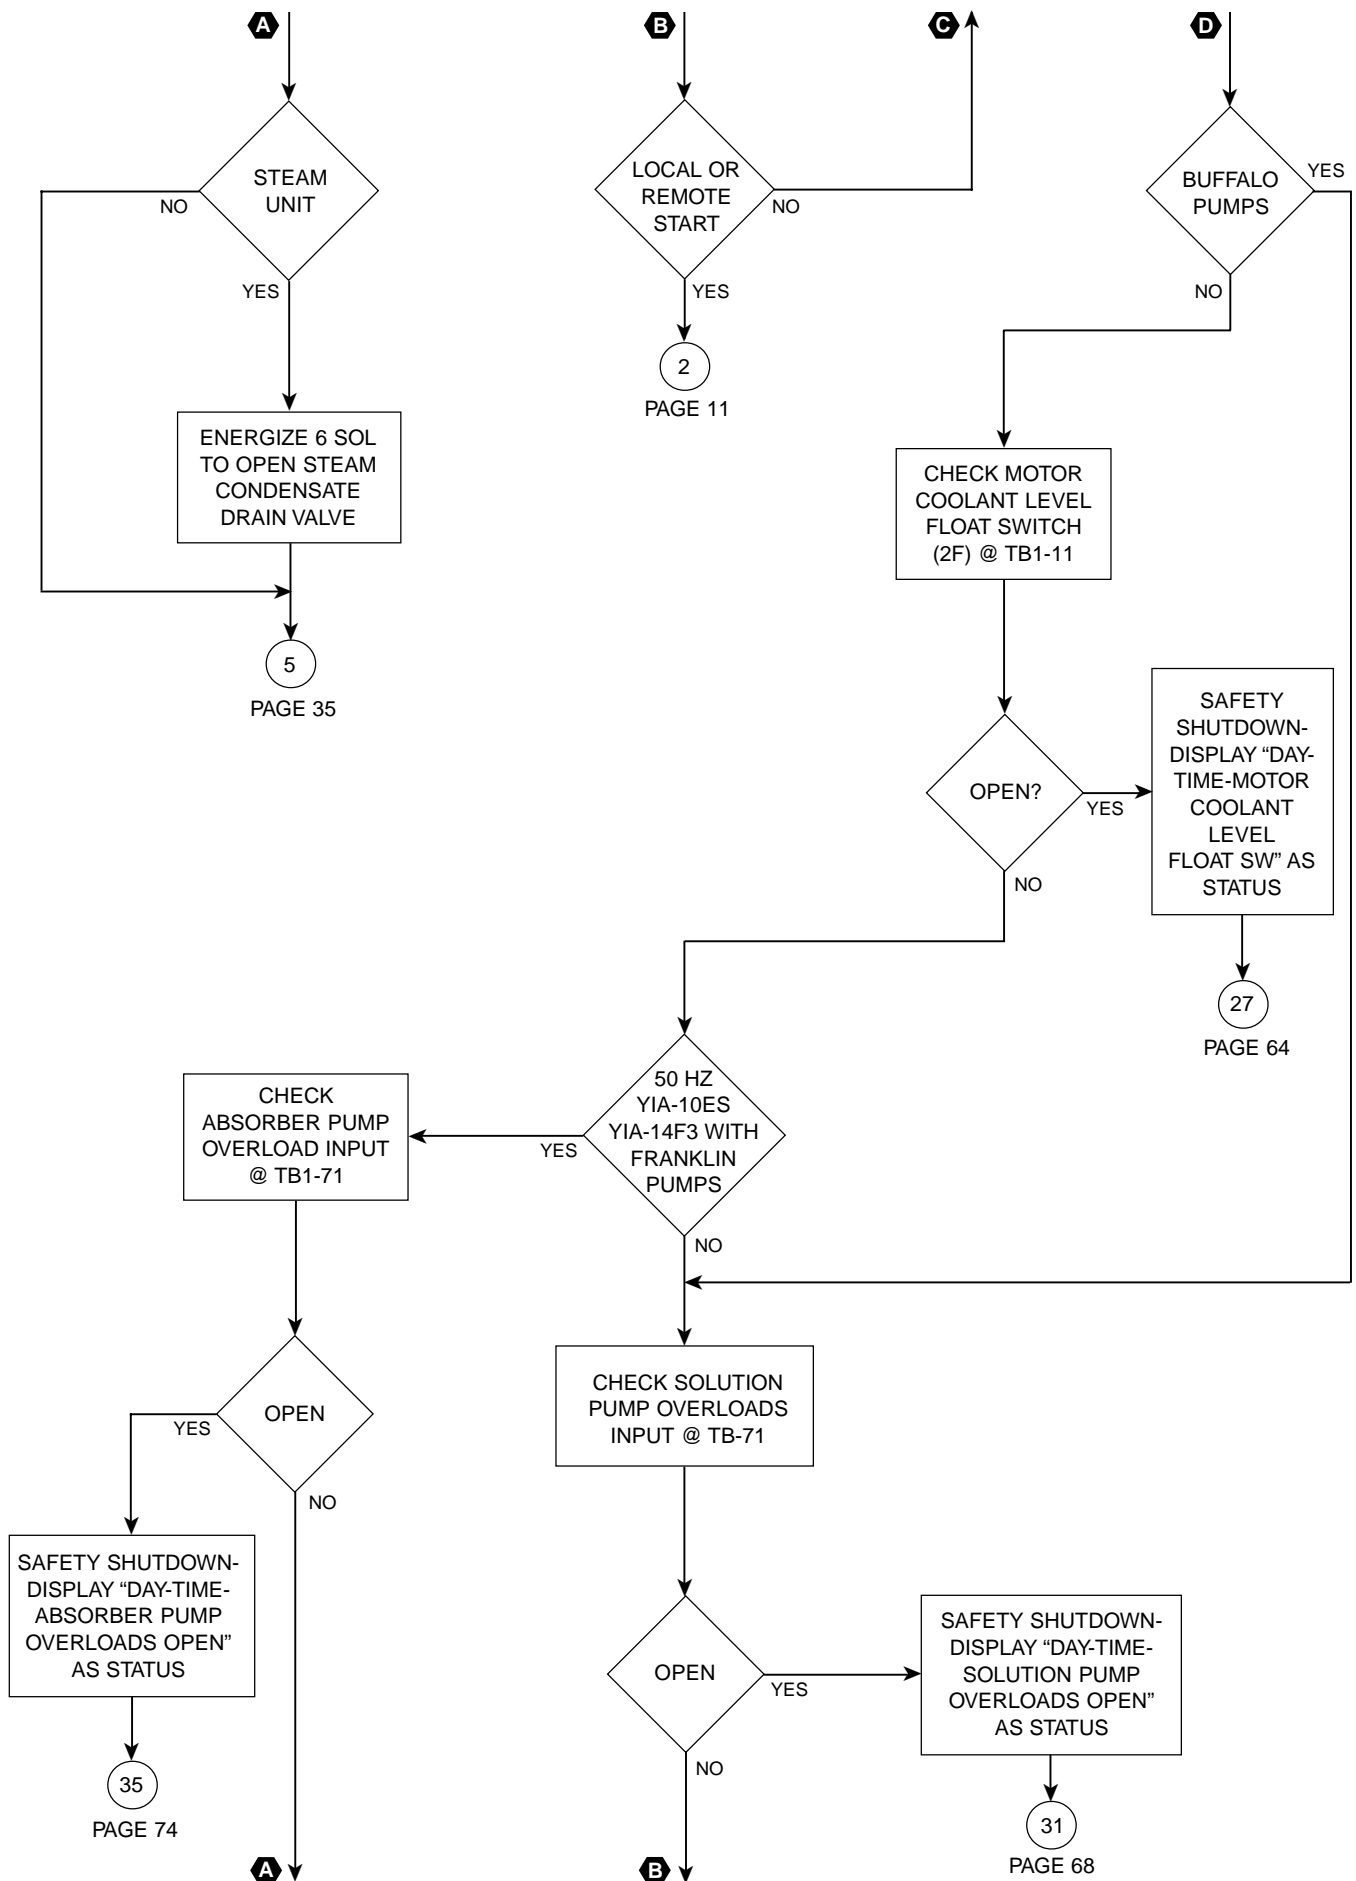 A
B
C
D
STEAM
UNIT
NO
YES
LOCAL OR
REMOTE
START
NO
YES
BUFFALO
PUMPS
YES
NO
2
PAGE 11
ENERGIZE 6 SOL
TO OPEN STEAM
CONDENSATE
DRAIN VALVE
5
PAGE 35
CHECK MOTOR
COOLANT LEVEL
FLOAT SWITCH
(2F) @ TB1-11
OPEN?
YES
NO
SAFETY
SHUTDOWN-
DISPLAY “DAY-
TIME-MOTOR
COOLANT
LEVEL
FLOAT SW” AS
STATUS
27
PAGE 64
50 HZ
YIA-10ES
YIA-14F3 WITH
FRANKLIN
PUMPS
YES
NO
CHECK
ABSORBER PUMP
OVERLOAD INPUT
@ TB1-71
OPEN
YES
NO
CHECK SOLUTION
PUMP OVERLOADS
INPUT @ TB-71
SAFETY SHUTDOWN-
DISPLAY “DAY-TIME-
ABSORBER PUMP
OVERLOADS OPEN”
AS STATUS
35
PAGE 74
OPEN
YES
NO
SAFETY SHUTDOWN-
DISPLAY “DAY-TIME-
SOLUTION PUMP
OVERLOADS OPEN”
AS STATUS
31
PAGE 68
A
B